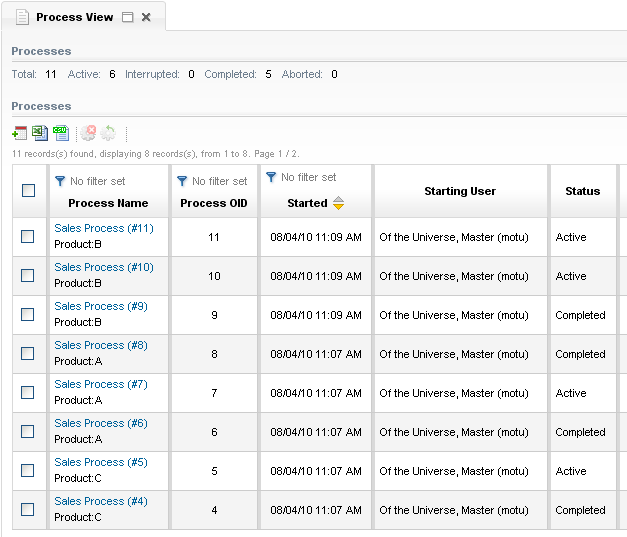 Process View
Processes
Total: 11 Active: 6 Interrupted: 0 Completed: 5 Aborted: 0
Processes
CSV
11 records(s) found, displaying 8 records(s), from 1 to 8. Page 1 / 2.
No filter set No filter set No filter set
Process Name Process OID Started Starting User Status
Sales Process (#11)
Product:B 11 08/04/10 11:09 AM Of the Universe, Master (motu) Active
Sales Process (#10)
Product:B 10 08/04/10 11:09 AM Of the Universe, Master (motu) Active
Sales Process (#9)
Product:B 9 08/04/10 11:09 AM Of the Universe, Master (motu) Completed
Sales Process (#8)
Product:A 8 08/04/10 11:07 AM Of the Universe, Master (motu) Completed
Sales Process (#7)
Product:A 7 08/04/10 11:07 AM Of the Universe, Master (motu) Active
Sales Process (#6)
Product:A 6 08/04/10 11:07 AM Of the Universe, Master (motu) Completed
Sales Process (#5)
Product:C 5 08/04/10 11:07 AM Of the Universe, Master (motu) Active
Sales Process (#4)
Product:C 4 08/04/10 11:07 AM Of the Universe, Master (motu) Completed